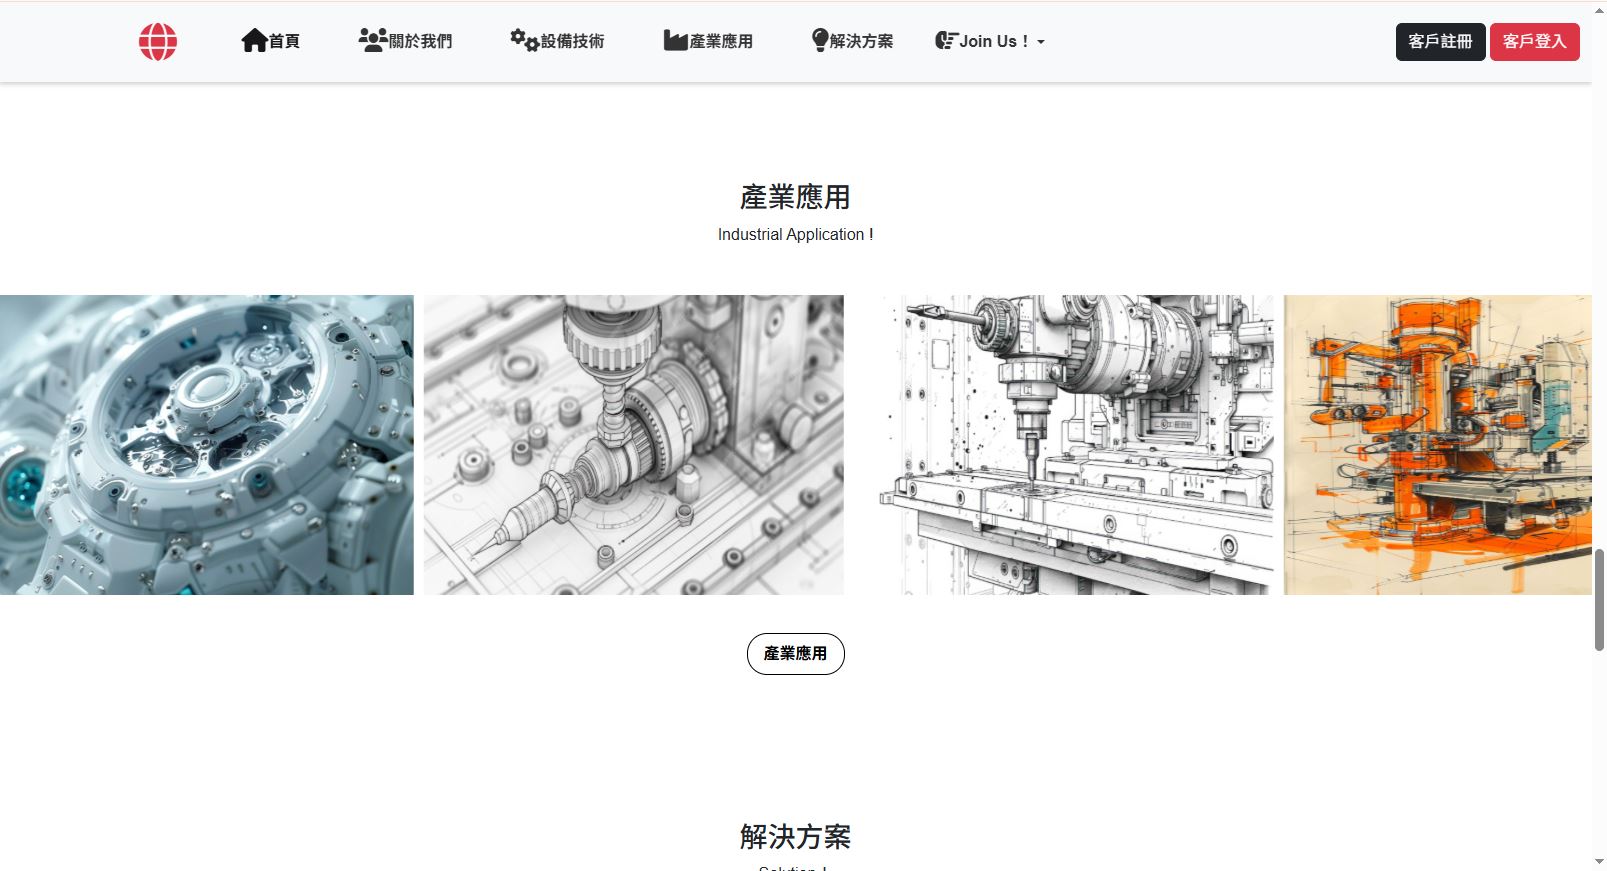 首頁
關於我們
設備技術
產業應用
解決方案
Join Us！
客戶註冊
客戶登入
產業應用
Industrial Application！
產業應用
解決方案
Solution！